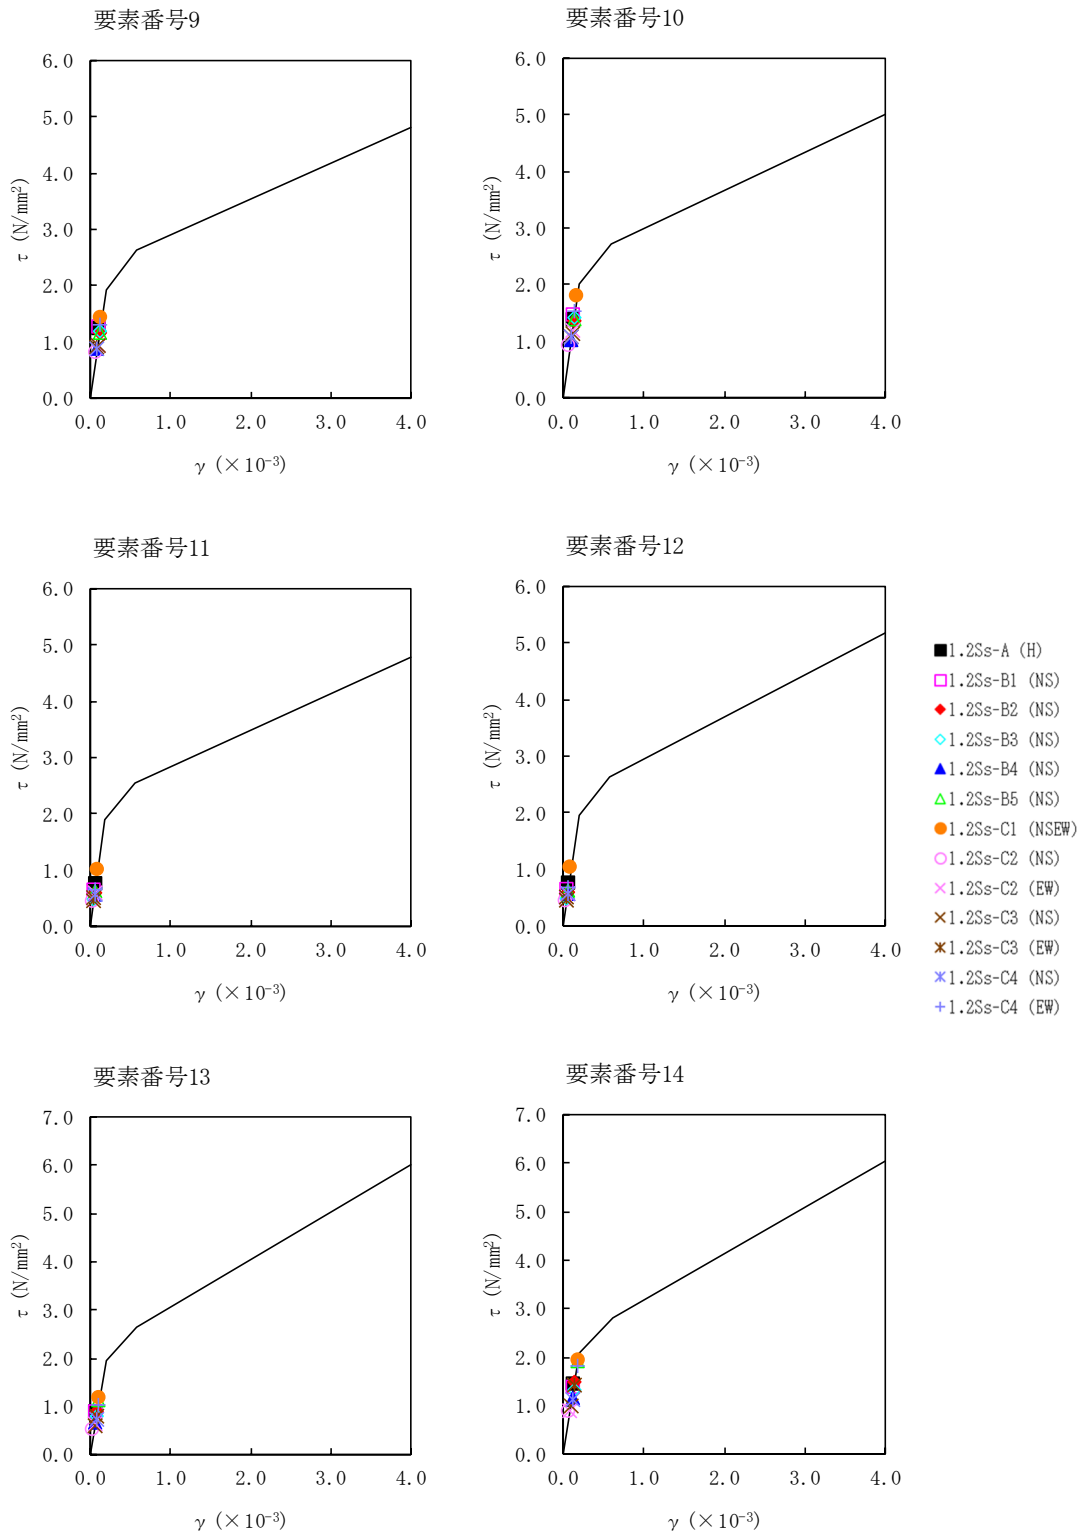 要素番号9
6.0
5.0
4.0
3.0
2.0
1.0
0.0
τ (N/mm²)
0.0 1.0 2.0 3.0 4.0
γ (×10⁻³)
要素番号10
6.0
5.0
4.0
3.0
2.0
1.0
0.0
τ (N/mm²)
0.0 1.0 2.0 3.0 4.0
γ (×10⁻³)
要素番号11
6.0
5.0
4.0
3.0
2.0
1.0
0.0
τ (N/mm²)
0.0 1.0 2.0 3.0 4.0
γ (×10⁻³)
要素番号12
6.0
5.0
4.0
3.0
2.0
1.0
0.0
τ (N/mm²)
0.0 1.0 2.0 3.0 4.0
γ (×10⁻³)
1.2Ss-A (H)
1.2Ss-B1 (NS)
1.2Ss-B2 (NS)
1.2Ss-B3 (NS)
1.2Ss-B4 (NS)
1.2Ss-B5 (NS)
1.2Ss-C1 (NSEW)
1.2Ss-C2 (NS)
1.2Ss-C2 (EW)
1.2Ss-C3 (NS)
1.2Ss-C3 (EW)
1.2Ss-C4 (NS)
1.2Ss-C4 (EW)
要素番号13
7.0
6.0
5.0
4.0
3.0
2.0
1.0
0.0
τ (N/mm²)
0.0 1.0 2.0 3.0 4.0
γ (×10⁻³)
要素番号14
7.0
6.0
5.0
4.0
3.0
2.0
1.0
0.0
τ (N/mm²)
0.0 1.0 2.0 3.0 4.0
γ (×10⁻³)